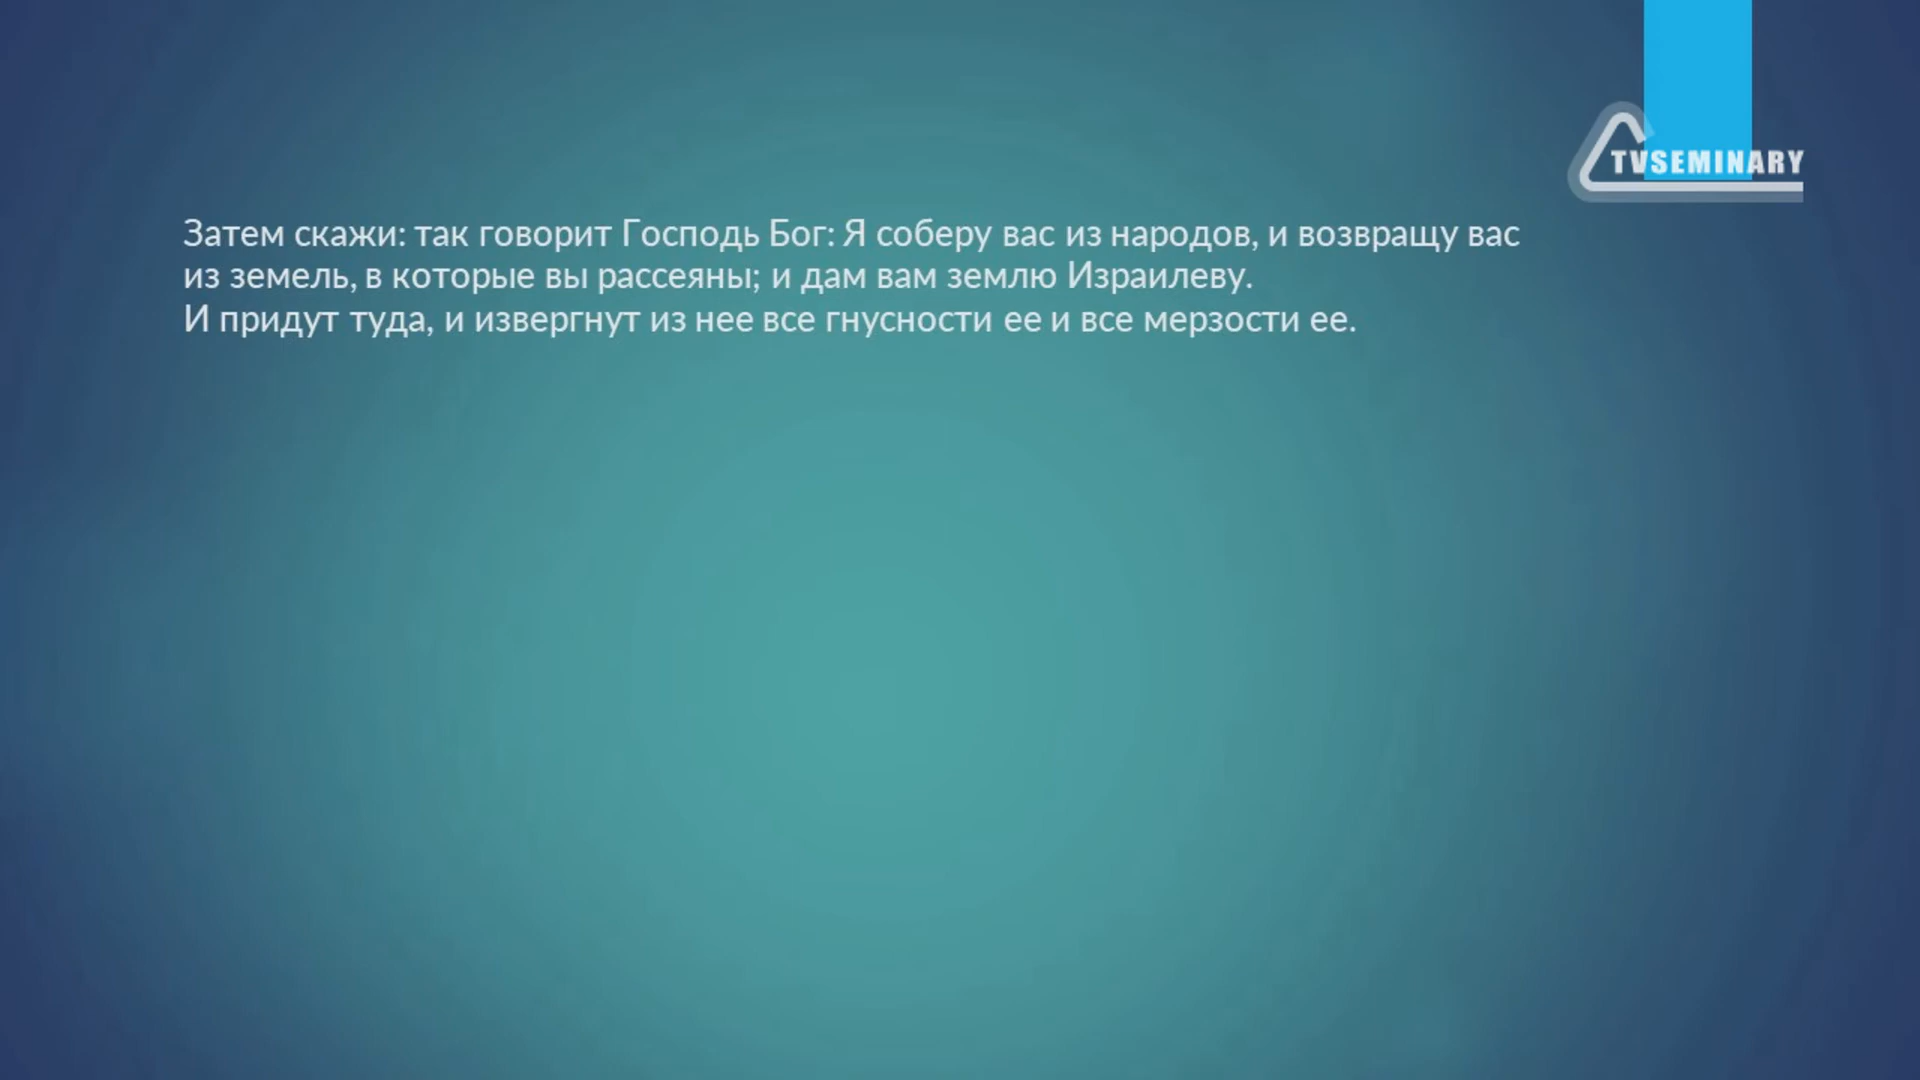 TVSEMINARY
Затем скажи: так говорит Господь Бог: Я соберу вас из народов, и возвращу вас
из земель, в которые вы рассеяны; и дам вам землю Израилеву.
И придут туда, и извергнут из нее все гнусности ее и все мерзости ее.